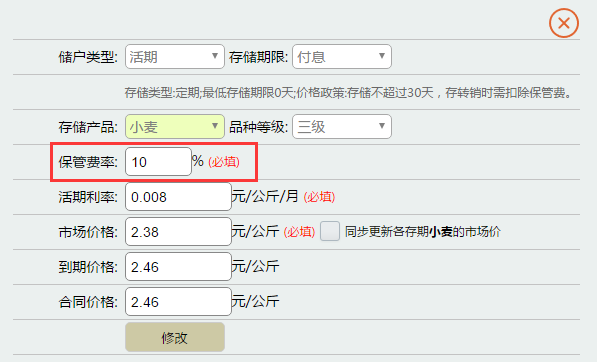 储户类型: 活期 存储期限: 付息
存储类型:定期;最低存储期限0天;价格政策:存储不超过30天，存转销时需扣除保管费。
存储产品: 小麦 品种等级: 三级
保管费率: 10 % (必填)
活期利率: 0.008 元/公斤/月 (必填)
市场价格: 2.38 元/公斤 (必填) 同步更新各存期小麦的市场价
到期价格: 2.46 元/公斤
合同价格: 2.46 元/公斤
修改